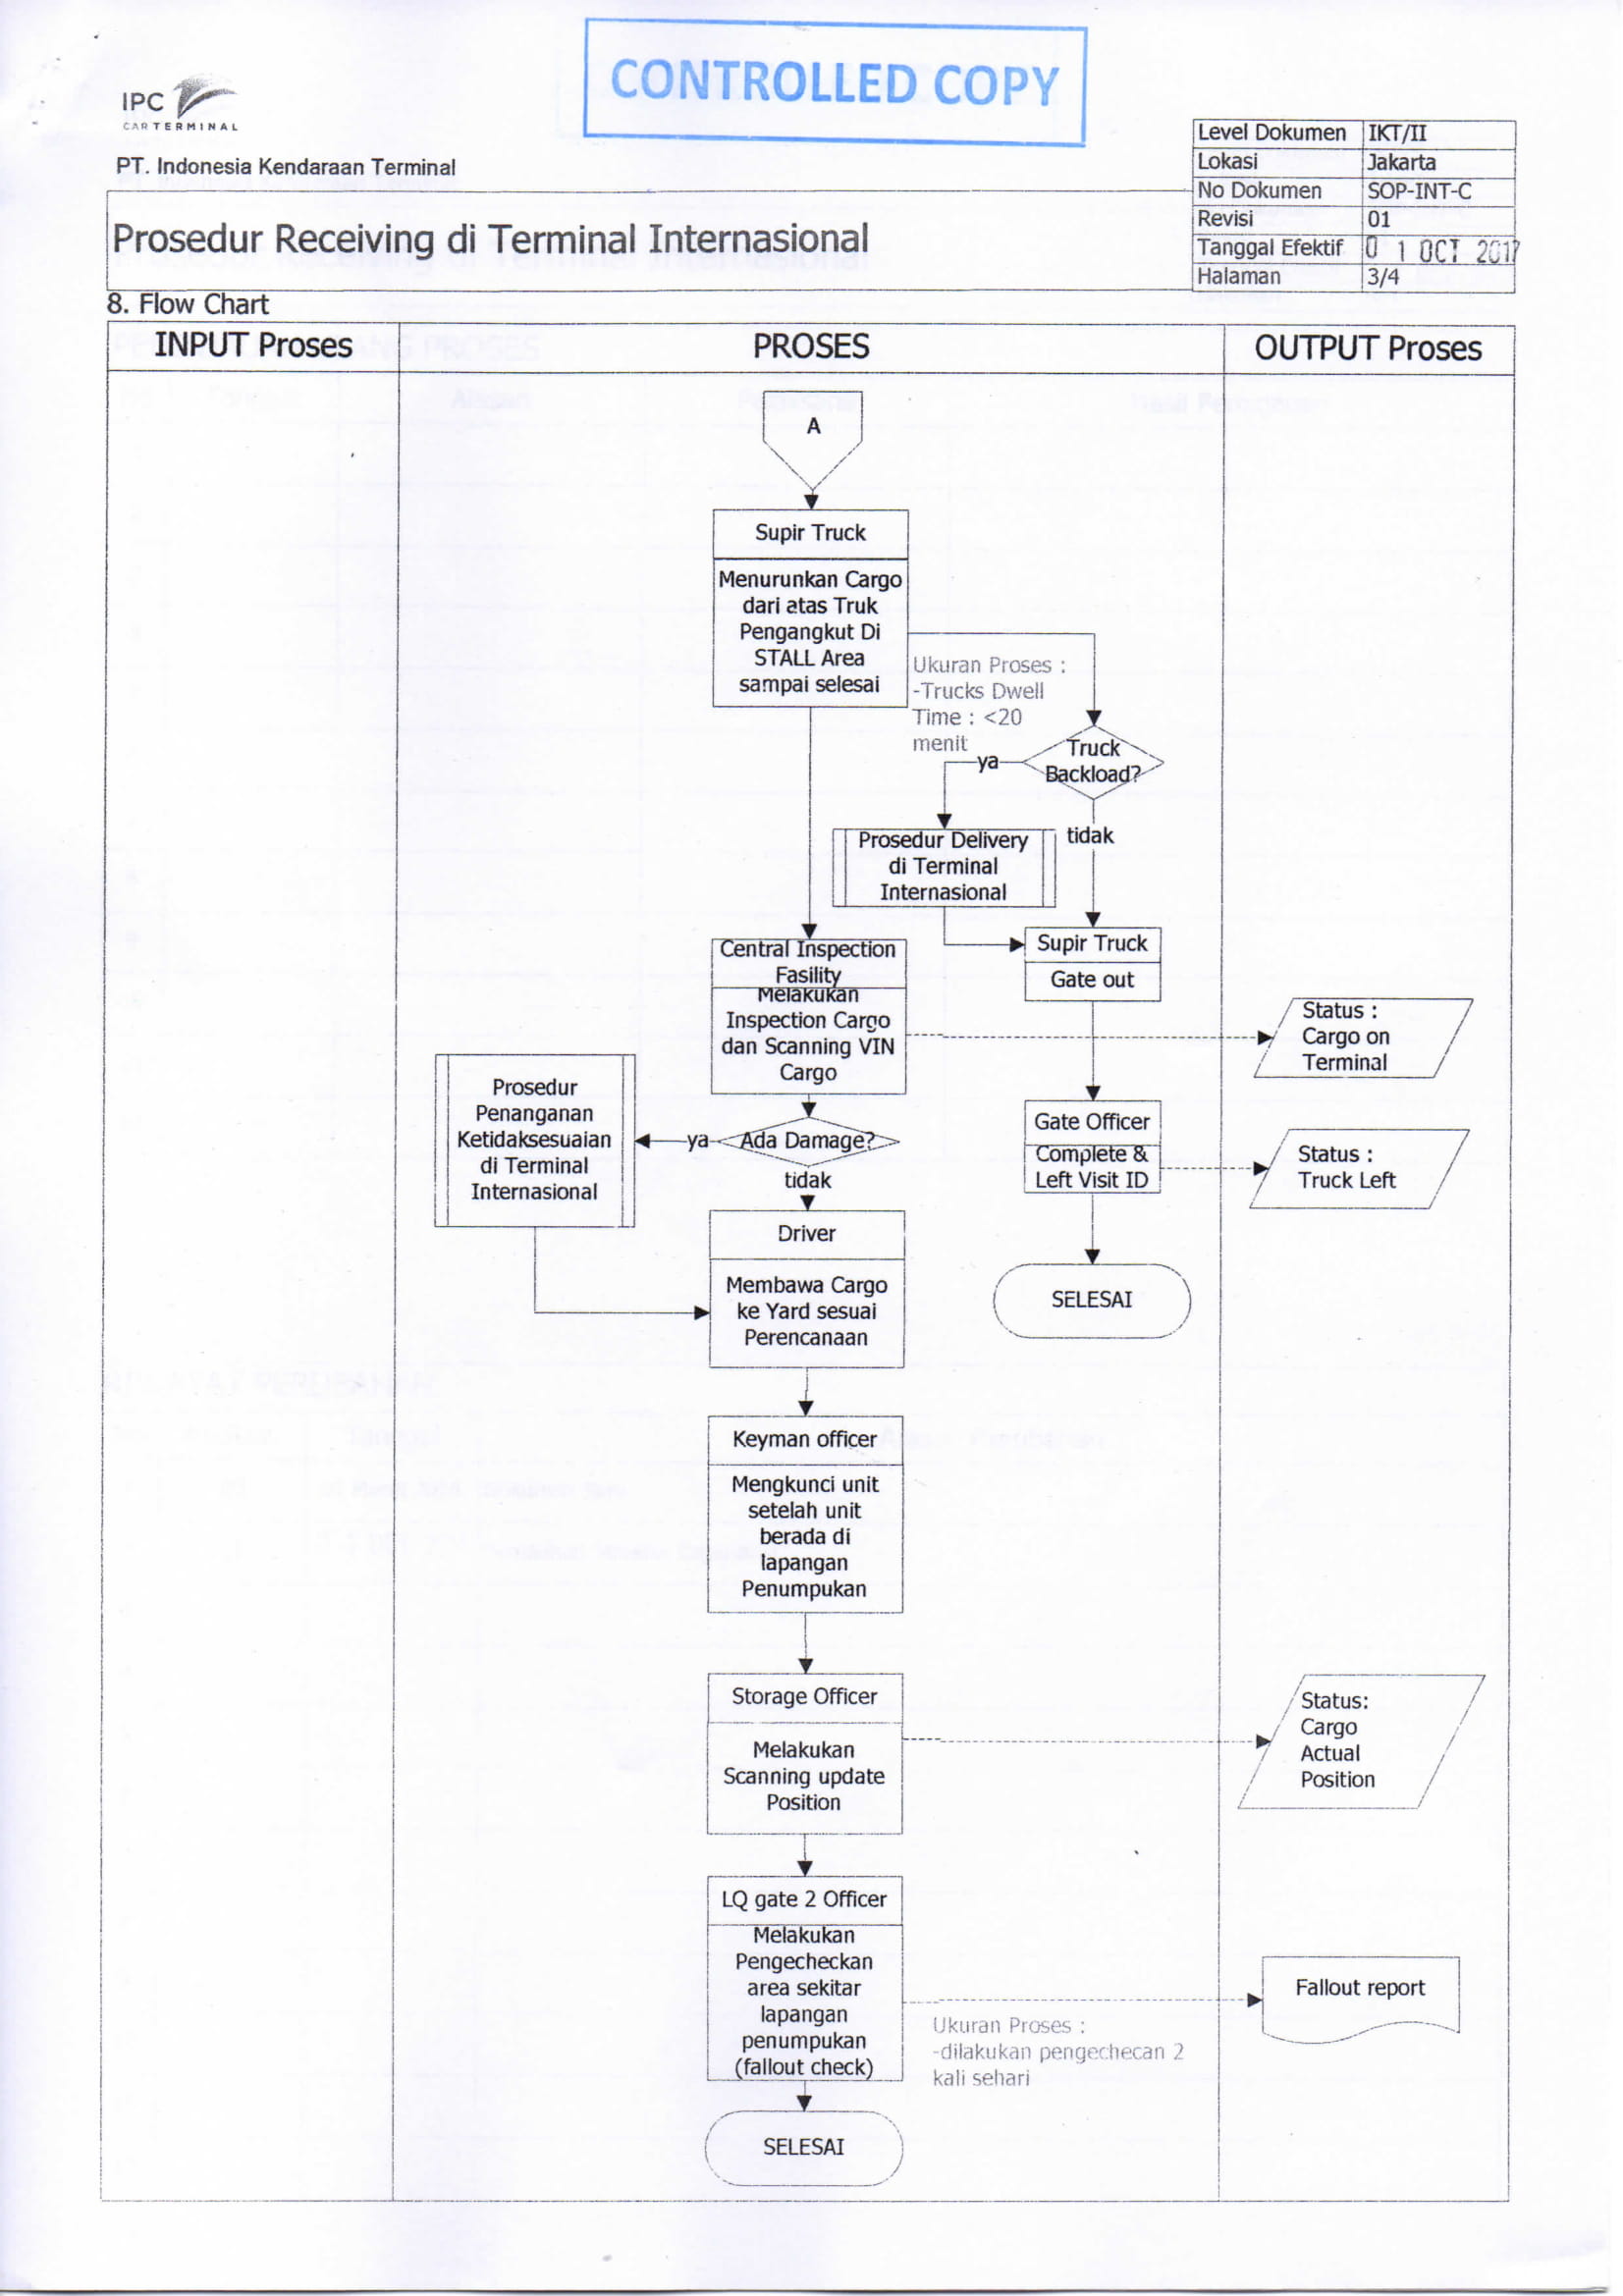 CONTROLLED COPY
IPC
CAR TERMINAL
PT. Indonesia Kendaraan Terminal
Level Dokumen IKT/II
Lokasi Jakarta
No Dokumen SOP-INT-C
Revisi 01
Tanggal Efektif 0 1 OCT 2017
Halaman 3/4
Prosedur Receiving di Terminal Internasional
8. Flow Chart
INPUT Proses PROSES OUTPUT Proses
A
Supir Truck
Menurunkan Cargo
dari atas Truk
Pengangkut Di
STALL Area
sampai selesai
Ukuran Proses :
-Trucks Dwell
Time : <20
menit
Truck
Backload?
ya
tidak
Prosedur Delivery
di Terminal
Internasional
Supir Truck
Gate out
Central Inspection
Fasility
Melakukan
Inspection Cargo
dan Scanning VIN
Cargo
Status :
Cargo on
Terminal
Prosedur
Penanganan
Ketidaksesuaian
di Terminal
Internasional
ya
Ada Damage?
tidak
Gate Officer
Complete &
Left Visit ID
Status :
Truck Left
Driver
Membawa Cargo
ke Yard sesuai
Perencanaan
SELESAI
Keyman officer
Mengkunci unit
setelah unit
berada di
lapangan
Penumpukan
Storage Officer
Melakukan
Scanning update
Position
Status:
Cargo
Actual
Position
LQ gate 2 Officer
Melakukan
Pengecheckan
area sekitar
lapangan
penumpukan
(fallout check)
Fallout report
Ukuran Proses :
-dilakukan pengechecan 2
kali sehari
SELESAI